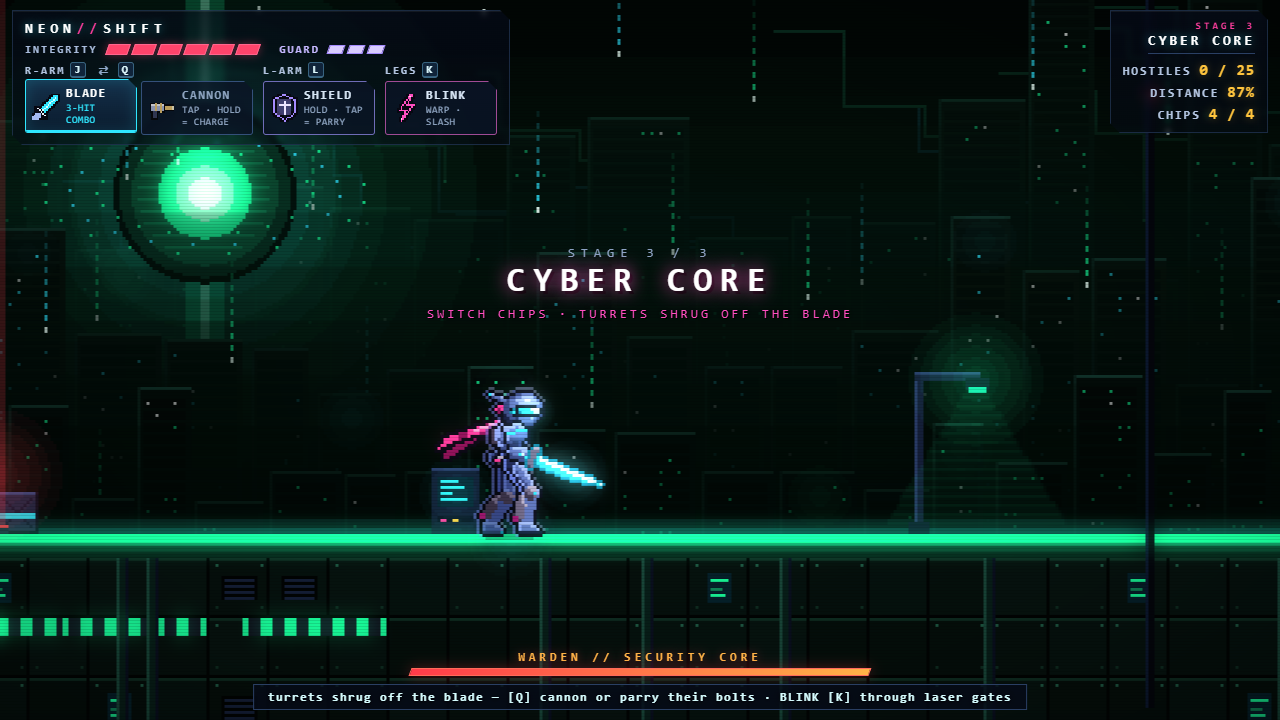 NEON//SHIFT
INTEGRITY GUARD
R-ARM J ⇄ Q L-ARM L LEGS K
BLADE
3-HIT
COMBO
CANNON
TAP · HOLD
= CHARGE
SHIELD
HOLD · TAP
= PARRY
BLINK
WARP ·
SLASH
STAGE 3
CYBER CORE
HOSTILES 0 / 25
DISTANCE 87%
CHIPS 4 / 4
STAGE 3 / 3
CYBER CORE
SWITCH CHIPS · TURRETS SHRUG OFF THE BLADE
WARDEN // SECURITY CORE
turrets shrug off the blade — [Q] cannon or parry their bolts · BLINK [K] through laser gates